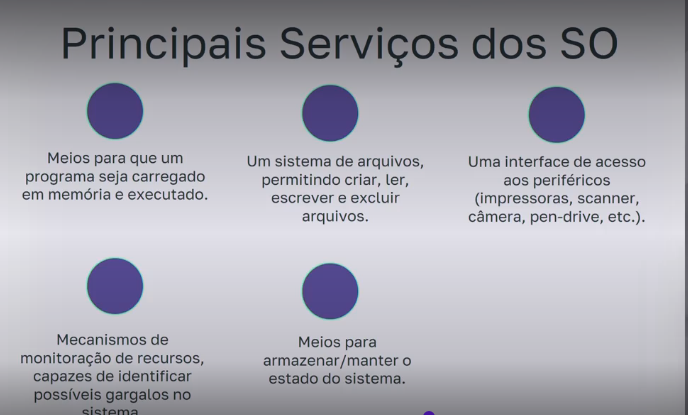 Principais Serviços dos SO
Meios para que um
programa seja carregado
em memória e executado.
Um sistema de arquivos,
permitindo criar, ler,
escrever e excluir
arquivos.
Uma interface de acesso
aos periféricos
(impressoras, scanner,
câmera, pen-drive, etc.).
Mecanismos de
monitoração de recursos,
capazes de identificar
possíveis gargalos no
sistema
Meios para
armazenar/manter o
estado do sistema.